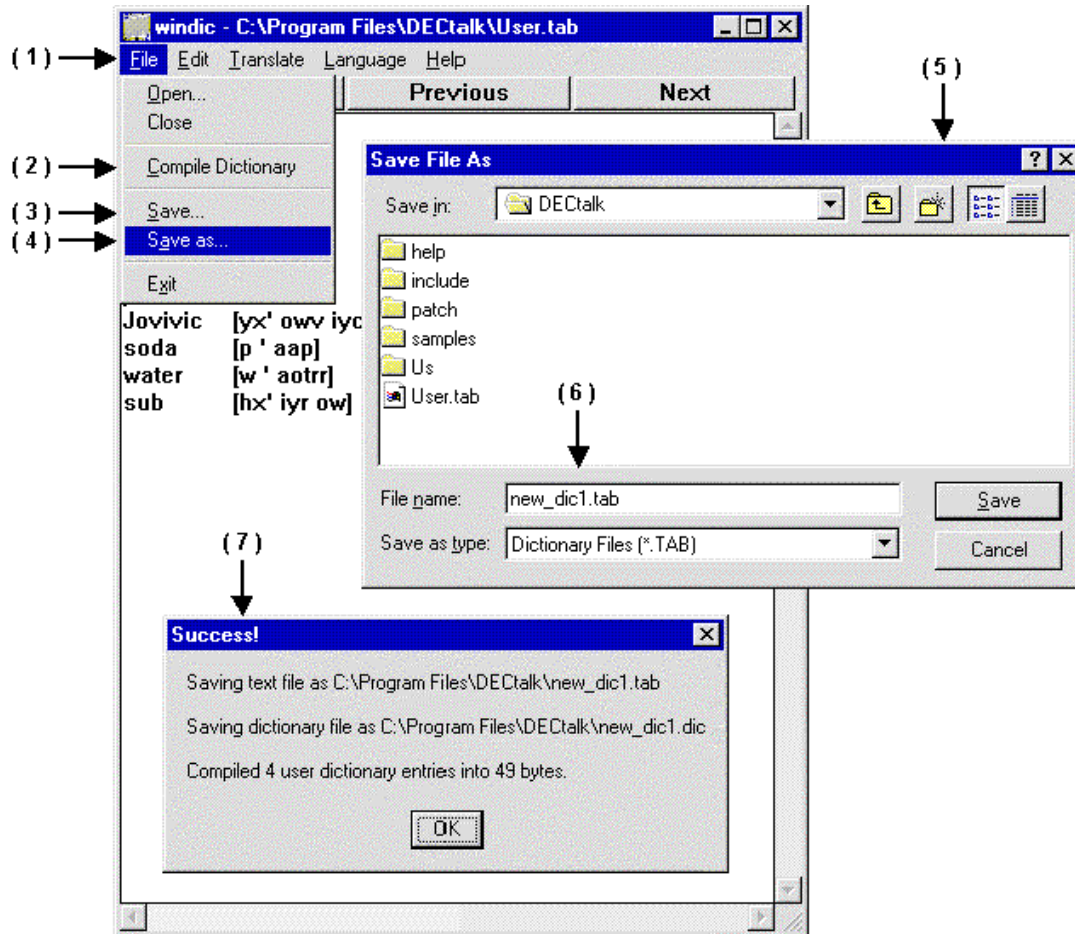 windic - C:\Program Files\DECtalk\User.tab
( 1 )
File Edit Translate Language Help
( 5 )
Open...
Previous
Next
Close
( 2 )
Compile Dictionary
Save File As
( 3 )
Save...
Save in:
DECtalk
( 4 )
Save as...
Exit
help
include
patch
samples
Us
User.tab
Jovivic [yx' owv iyc
soda [p ' aap]
water [w ' aotrr]
sub [hx' iyr ow]
( 6 )
File name:
new_dic1.tab
Save
Save as type:
Dictionary Files (*.TAB)
Cancel
( 7 )
Success!
Saving text file as C:\Program Files\DECtalk\new_dic1.tab
Saving dictionary file as C:\Program Files\DECtalk\new_dic1.dic
Compiled 4 user dictionary entries into 49 bytes.
OK